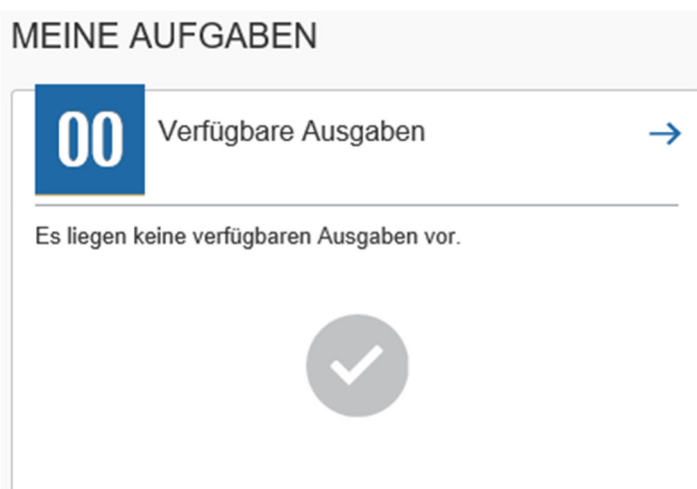 MEINE AUFGABEN
00 Verfügbare Ausgaben
Es liegen keine verfügbaren Ausgaben vor.